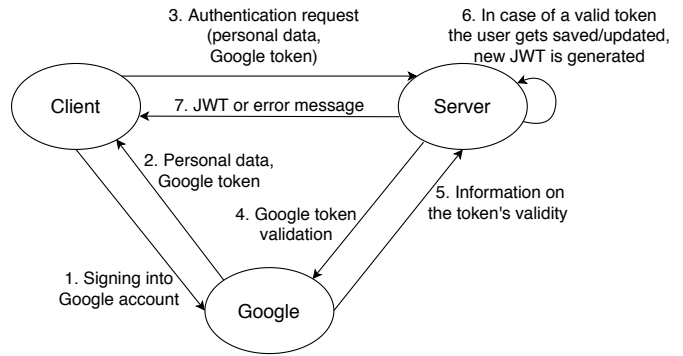 3. Authentication request
(personal data,
Google token)
6. In case of a valid token
the user gets saved/updated,
new JWT is generated
Client
7. JWT or error message
Server
2. Personal data,
Google token
4. Google token
validation
5. Information on
the token's validity
1. Signing into
Google account
Google